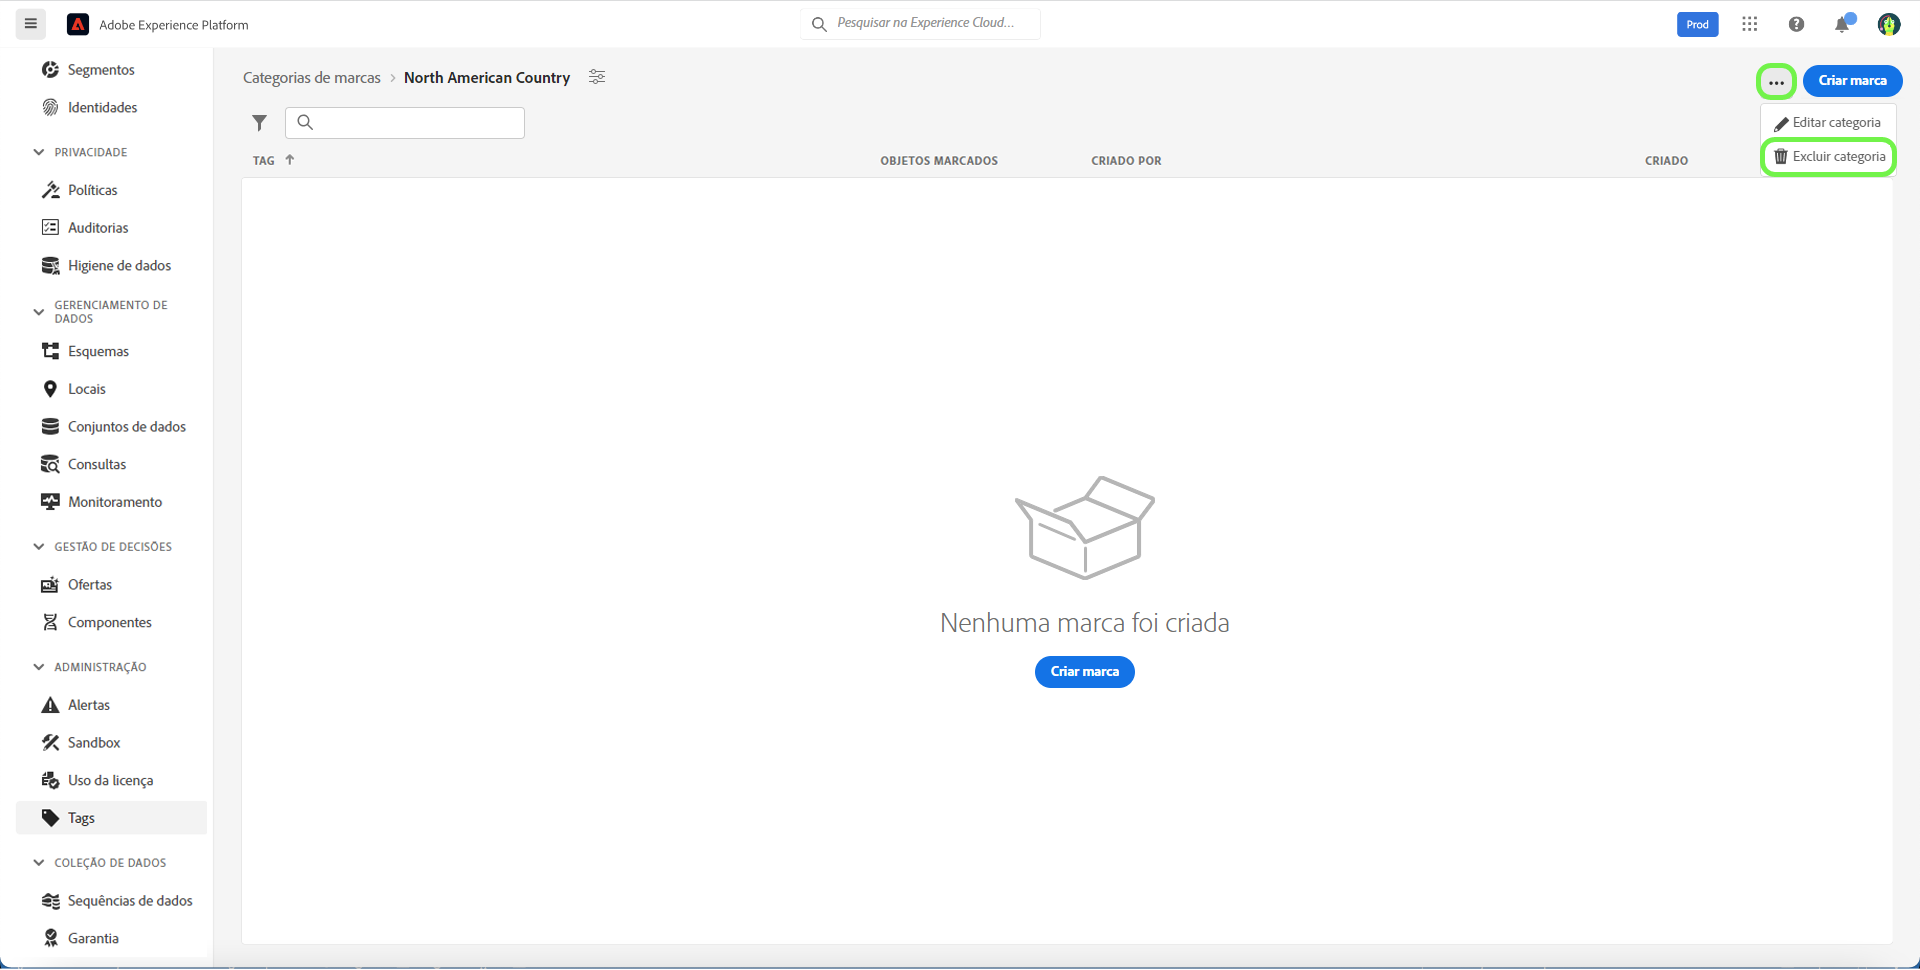 Adobe Experience Platform
Pesquisar na Experience Cloud...
Prod
Segmentos
Identidades
PRIVACIDADE
Políticas
Auditorias
Higiene de dados
GERENCIAMENTO DE
DADOS
Esquemas
Locais
Conjuntos de dados
Consultas
Monitoramento
GESTÃO DE DECISÕES
Ofertas
Componentes
ADMINISTRAÇÃO
Alertas
Sandbox
Uso da licença
Tags
COLEÇÃO DE DADOS
Sequências de dados
Garantia
Categorias de marcas > North American Country
... Criar marca
Editar categoria
Excluir categoria
TAG ↑ OBJETOS MARCADOS CRIADO POR CRIADO
Nenhuma marca foi criada
Criar marca